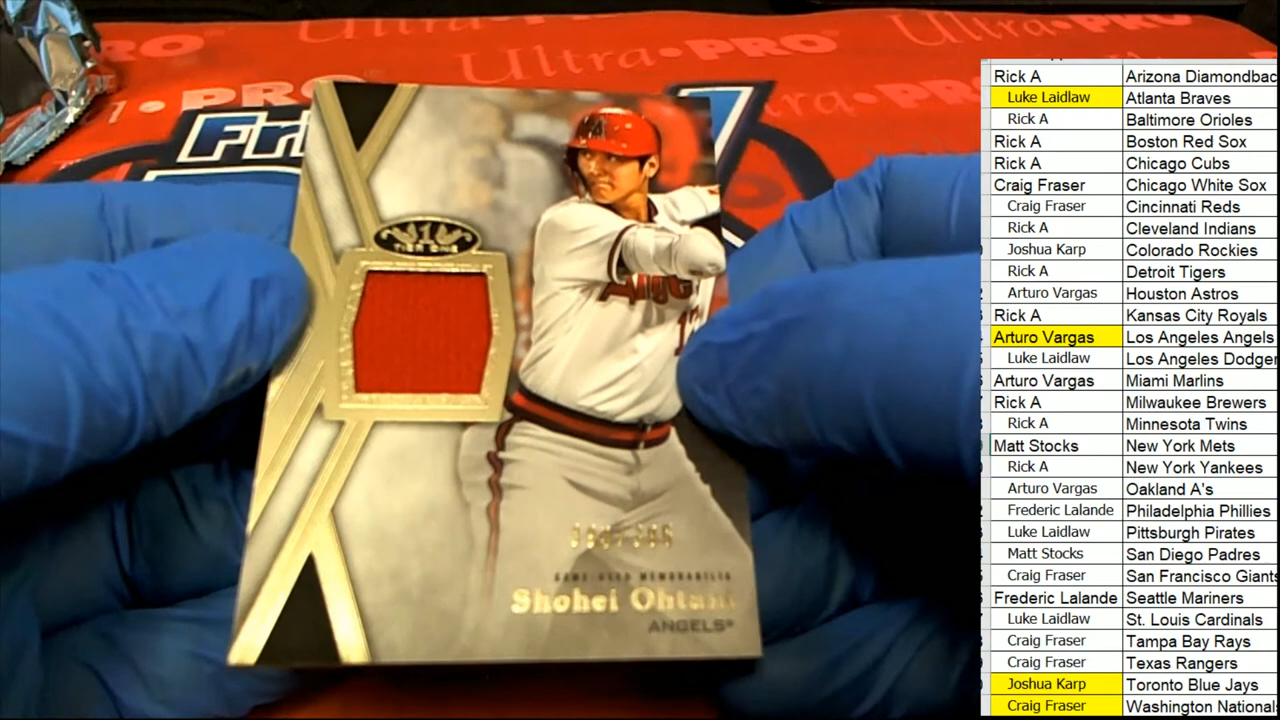 Ultra•PRO
Ultra•PRO
PRO
Fri
TIER ONE
Angels
GAME-USED MEMORABILIA
Shohei Ohtani
ANGELS®
Rick A Arizona Diamondbac
Luke Laidlaw Atlanta Braves
Rick A Baltimore Orioles
Rick A Boston Red Sox
Rick A Chicago Cubs
Craig Fraser Chicago White Sox
Craig Fraser Cincinnati Reds
Rick A Cleveland Indians
Joshua Karp Colorado Rockies
Rick A Detroit Tigers
Arturo Vargas Houston Astros
Rick A Kansas City Royals
Arturo Vargas Los Angeles Angels
Luke Laidlaw Los Angeles Dodger
Arturo Vargas Miami Marlins
Rick A Milwaukee Brewers
Rick A Minnesota Twins
Matt Stocks New York Mets
Rick A New York Yankees
Arturo Vargas Oakland A's
Frederic Lalande Philadelphia Phillies
Luke Laidlaw Pittsburgh Pirates
Matt Stocks San Diego Padres
Craig Fraser San Francisco Giants
Frederic Lalande Seattle Mariners
Luke Laidlaw St. Louis Cardinals
Craig Fraser Tampa Bay Rays
Craig Fraser Texas Rangers
Joshua Karp Toronto Blue Jays
Craig Fraser Washington National